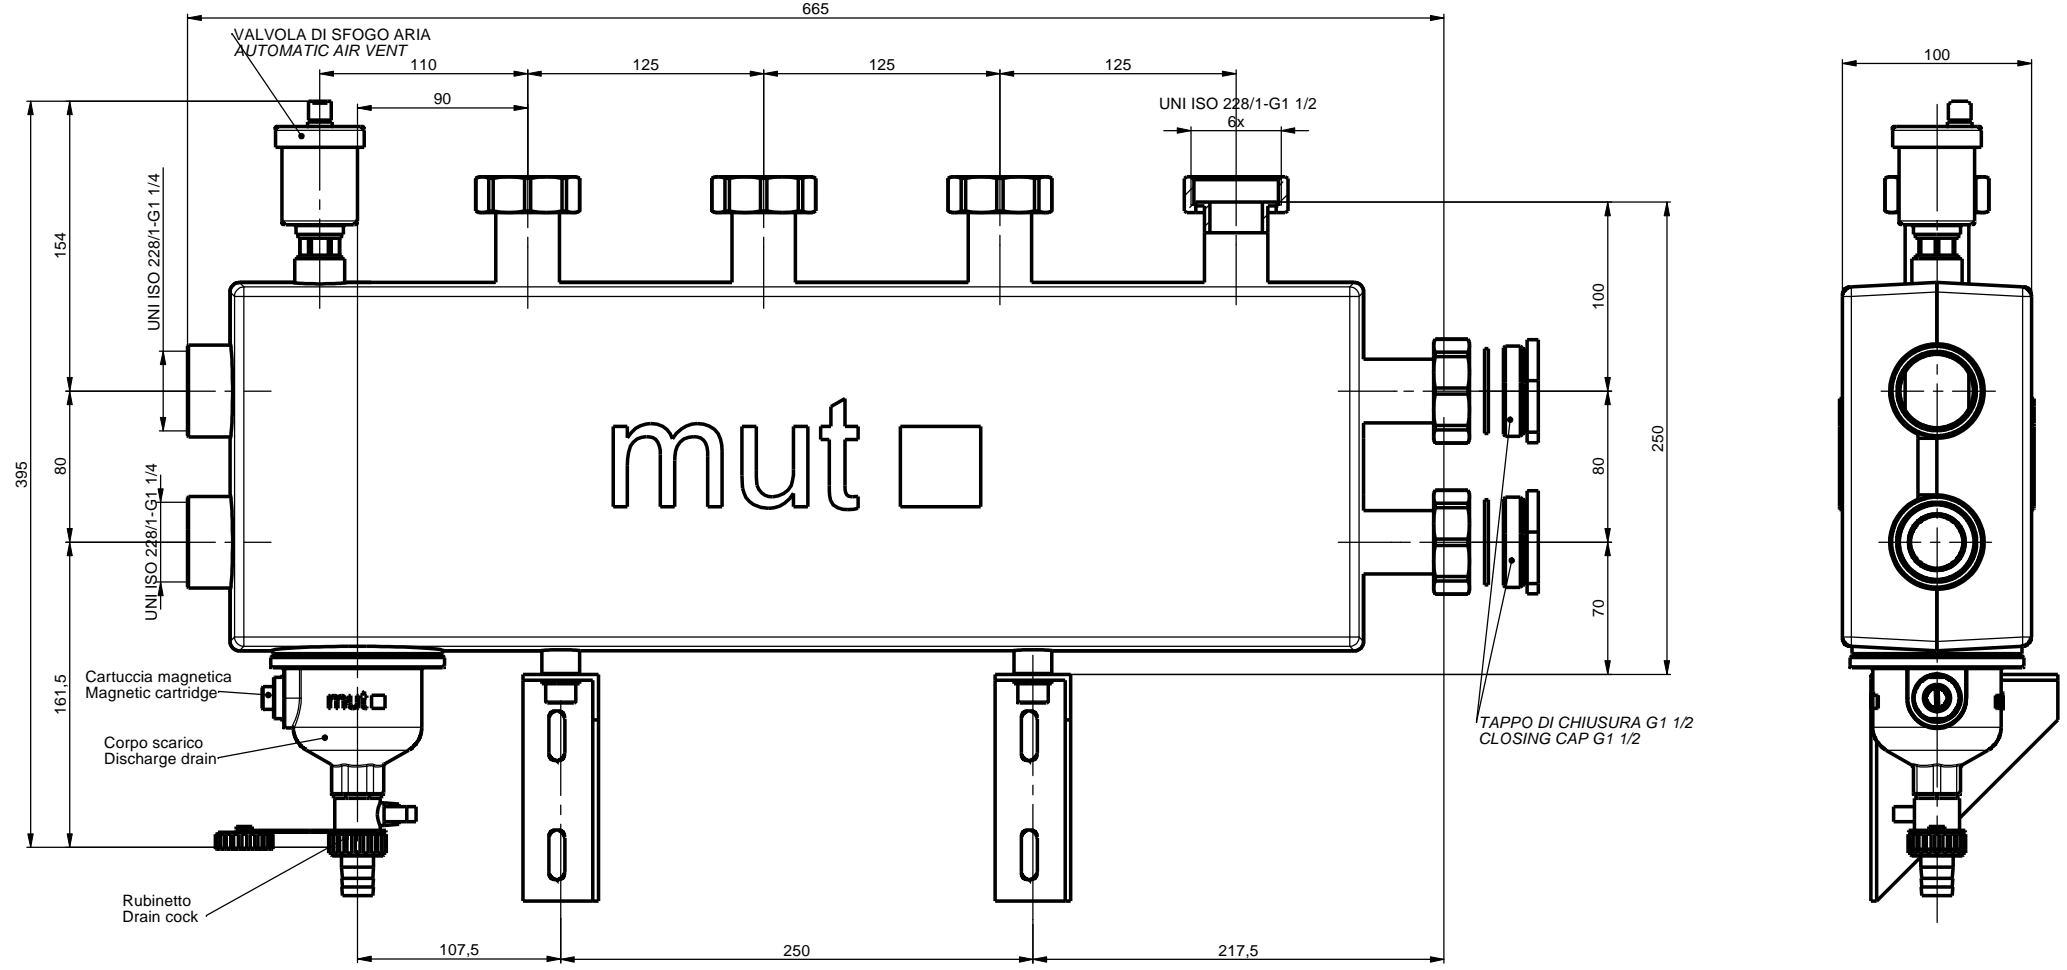 665
VALVOLA DI SFOGO ARIA
AUTOMATIC AIR VENT
110
125
125
125
100
90
UNI ISO 228/1-G1 1/2
6x
UNI ISO 228/1-G1 1/4
154
100
395
80
80
250
mut
UNI ISO 228/1-G1 1/4
70
161,5
Cartuccia magnetica
Magnetic cartridge
mut
Corpo scarico
Discharge drain
TAPPO DI CHIUSURA G1 1/2
CLOSING CAP G1 1/2
Rubinetto
Drain cock
107,5
250
217,5